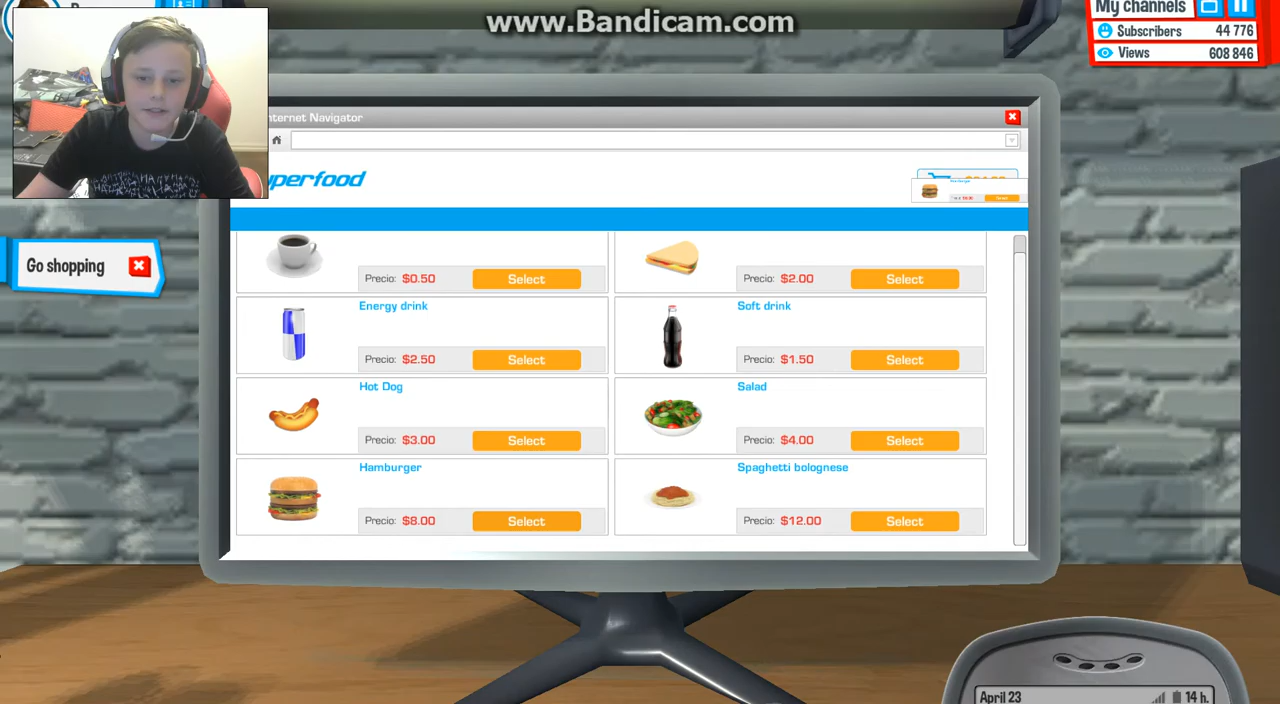 www.Bandicam.com
My channels
Subscribers 44 776
Views 608 846
nternet Navigator
perfood
Go shopping
Precio: $0.50 Select
Precio: $2.00 Select
Energy drink
Precio: $2.50 Select
Soft drink
Precio: $1.50 Select
Hot Dog
Precio: $3.00 Select
Salad
Precio: $4.00 Select
Hamburger
Precio: $8.00 Select
Spaghetti bolognese
Precio: $12.00 Select
April 23 14 h.